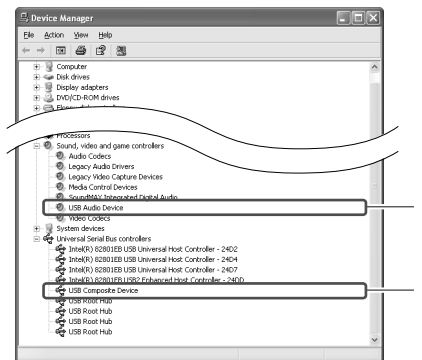 Device Manager
File Action View Help
Computer
Disk drives
Display adapters
DVD/CD-ROM drives
Processors
Sound, video and game controllers
Audio Codecs
Legacy Audio Drivers
Legacy Video Capture Devices
Media Control Devices
SoundMAX Integrated Digital Audio
USB Audio Device
Video Codecs
System devices
Universal Serial Bus controllers
Intel(R) 82801EB USB Universal Host Controller - 24D2
Intel(R) 82801EB USB Universal Host Controller - 24D4
Intel(R) 82801EB USB Universal Host Controller - 24D7
Intel(R) 82801EB USB2 Enhanced Host Controller - 24DD
USB Composite Device
USB Root Hub
USB Root Hub
USB Root Hub
USB Root Hub